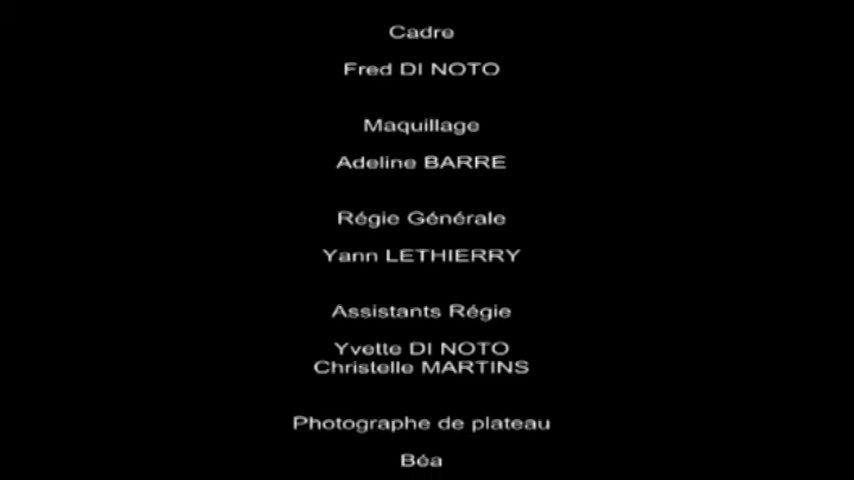 Cadre
Fred DI NOTO
Maquillage
Adeline BARRE
Régie Générale
Yann LETHIERRY
Assistants Régie
Yvette DI NOTO
Christelle MARTINS
Photographe de plateau
Béa